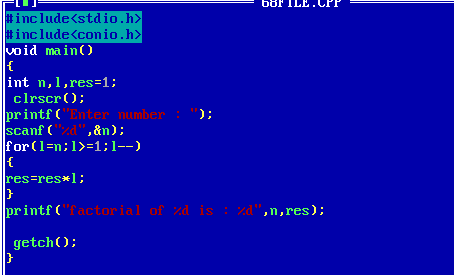 [■] 68FILE.CPP
#include<stdio.h>
#include<conio.h>
void main()
{
int n,l,res=1;
 clrscr();
printf("Enter number : ");
scanf("%d",&n);
for(l=n;l>=1;l--)
{
res=res*l;
}
printf("factorial of %d is : %d",n,res);

 getch();
}